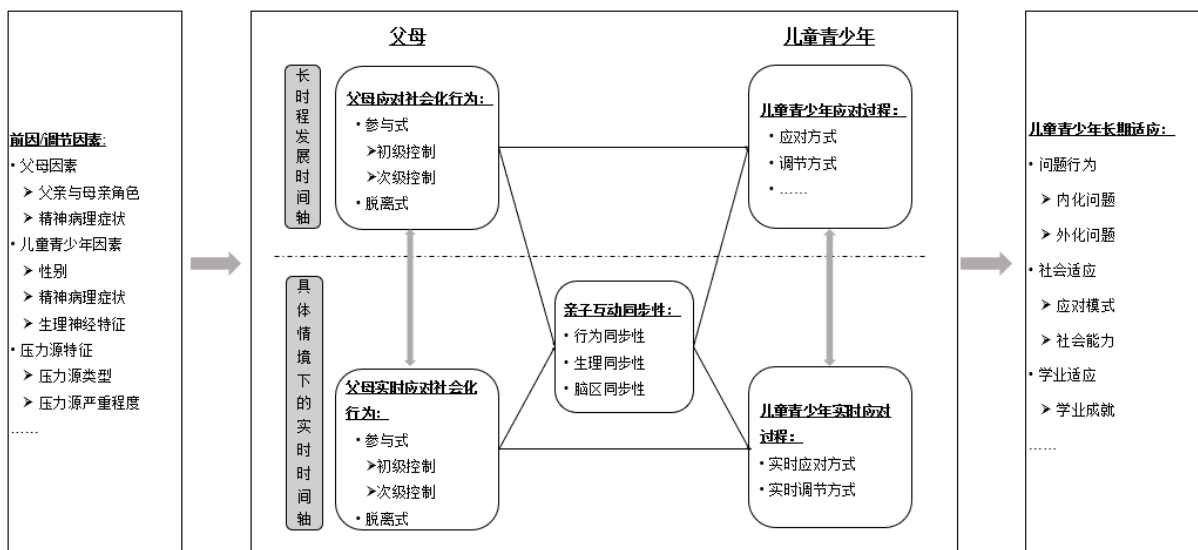 前因/调节因素:
• 父母因素
➤ 父亲与母亲角色
➤ 精神病理症状
• 儿童青少年因素
➤ 性别
➤ 精神病理症状
➤ 生理神经特征
• 压力源特征
➤ 压力源类型
➤ 压力源严重程度
……
父母
儿童青少年
长时程发展时间轴
父母应对社会化行为：
• 参与式
➤初级控制
➤次级控制
• 脱离式
儿童青少年应对过程：
• 应对方式
• 调节方式
• ……
亲子互动同步性：
• 行为同步性
• 生理同步性
• 脑区同步性
具体情境下的实时时间轴
父母实时应对社会化
行为：
• 参与式
➤初级控制
➤次级控制
• 脱离式
儿童青少年实时应对
过程：
• 实时应对方式
• 实时调节方式
儿童青少年长期适应：
• 问题行为
➤ 内化问题
➤ 外化问题
• 社会适应
➤ 应对模式
➤ 社会能力
• 学业适应
➤ 学业成就
……